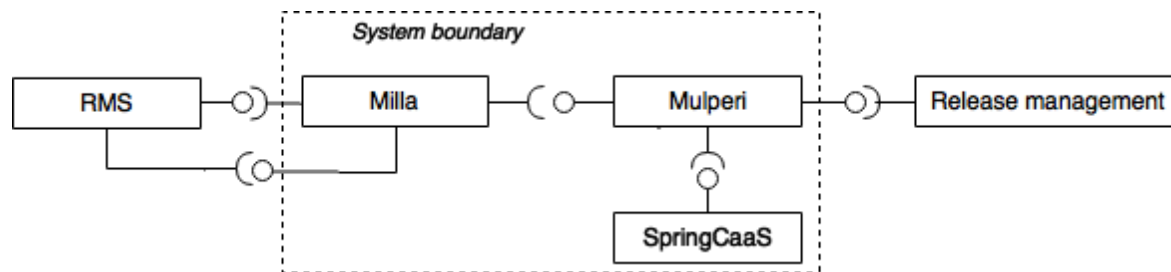 System boundary
RMS
Milla
Mulperi
Release management
SpringCaaS